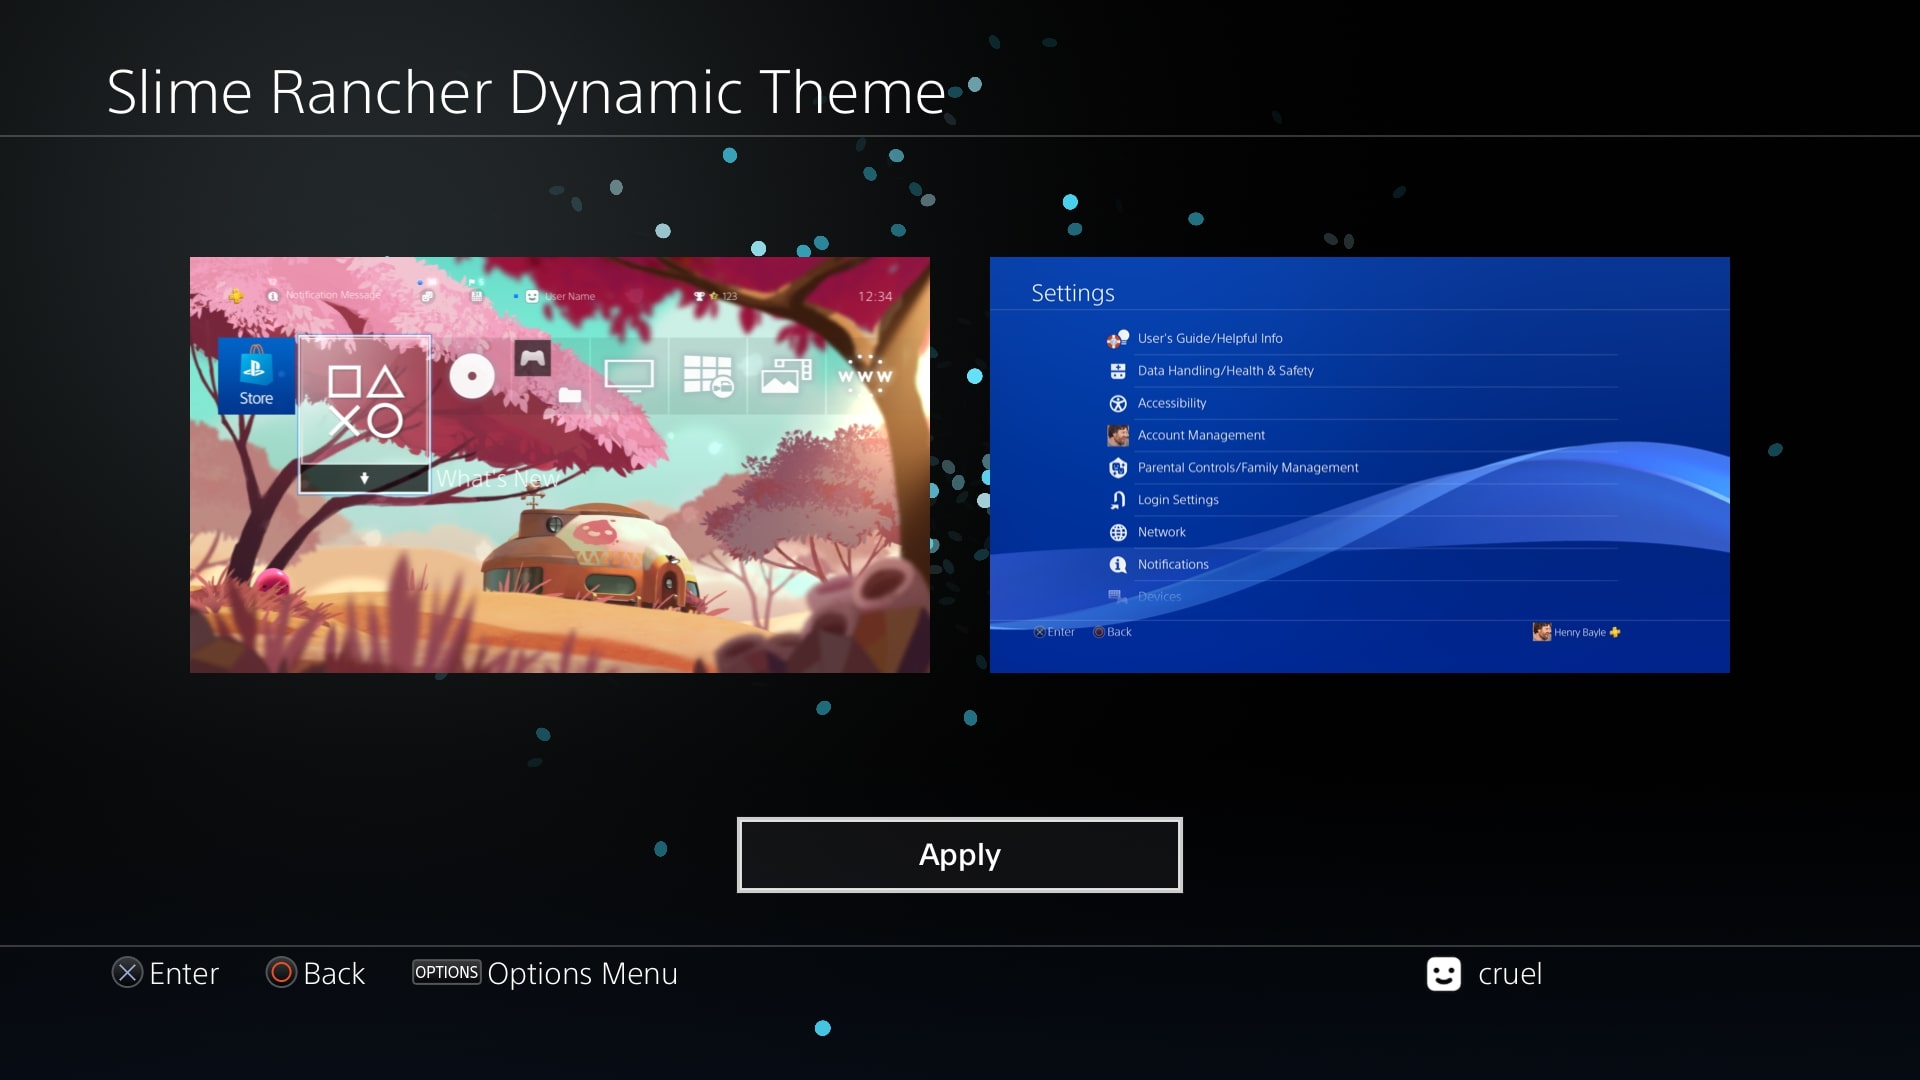 Slime Rancher Dynamic Theme
Notification Message
5
User Name
123
12:34
Store
What's New
www
Settings
User's Guide/Helpful Info
Data Handling/Health & Safety
Accessibility
Account Management
Parental Controls/Family Management
Login Settings
Network
Notifications
Devices
Enter
Back
Henry Bayle
Apply
Enter
Back
OPTIONS Options Menu
cruel